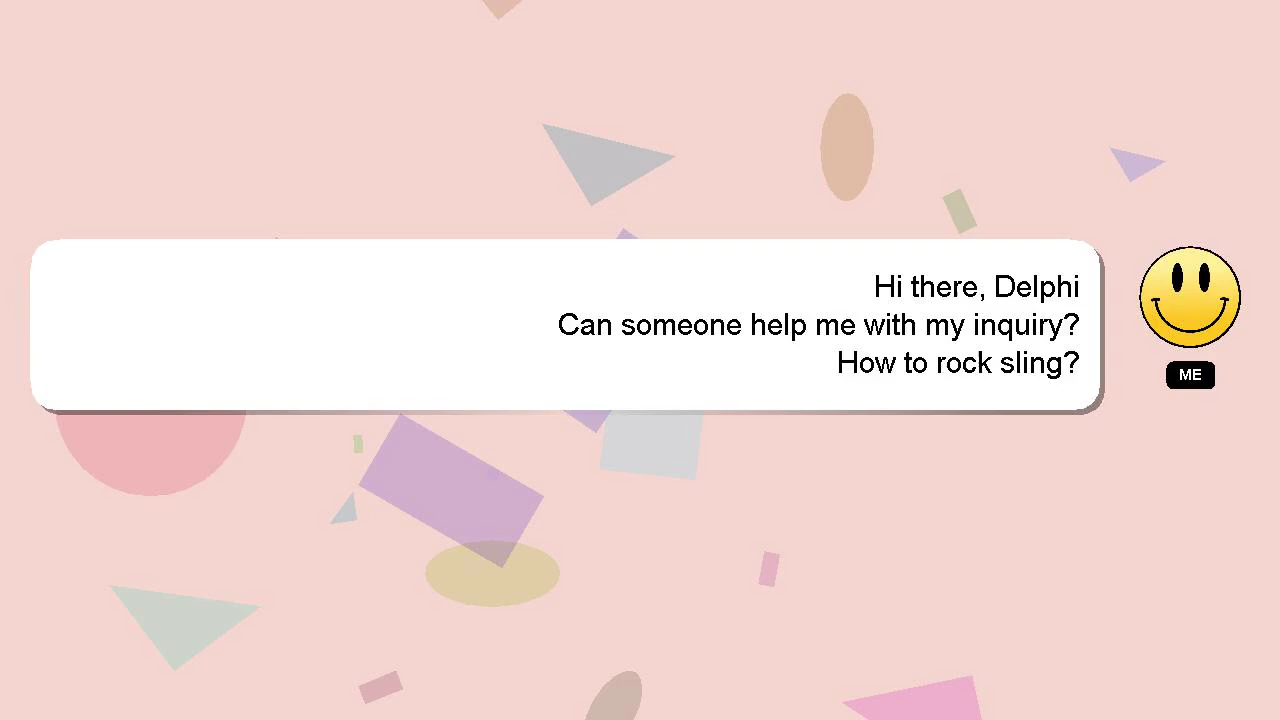 Hi there, Delphi
Can someone help me with my inquiry?
How to rock sling?
ME